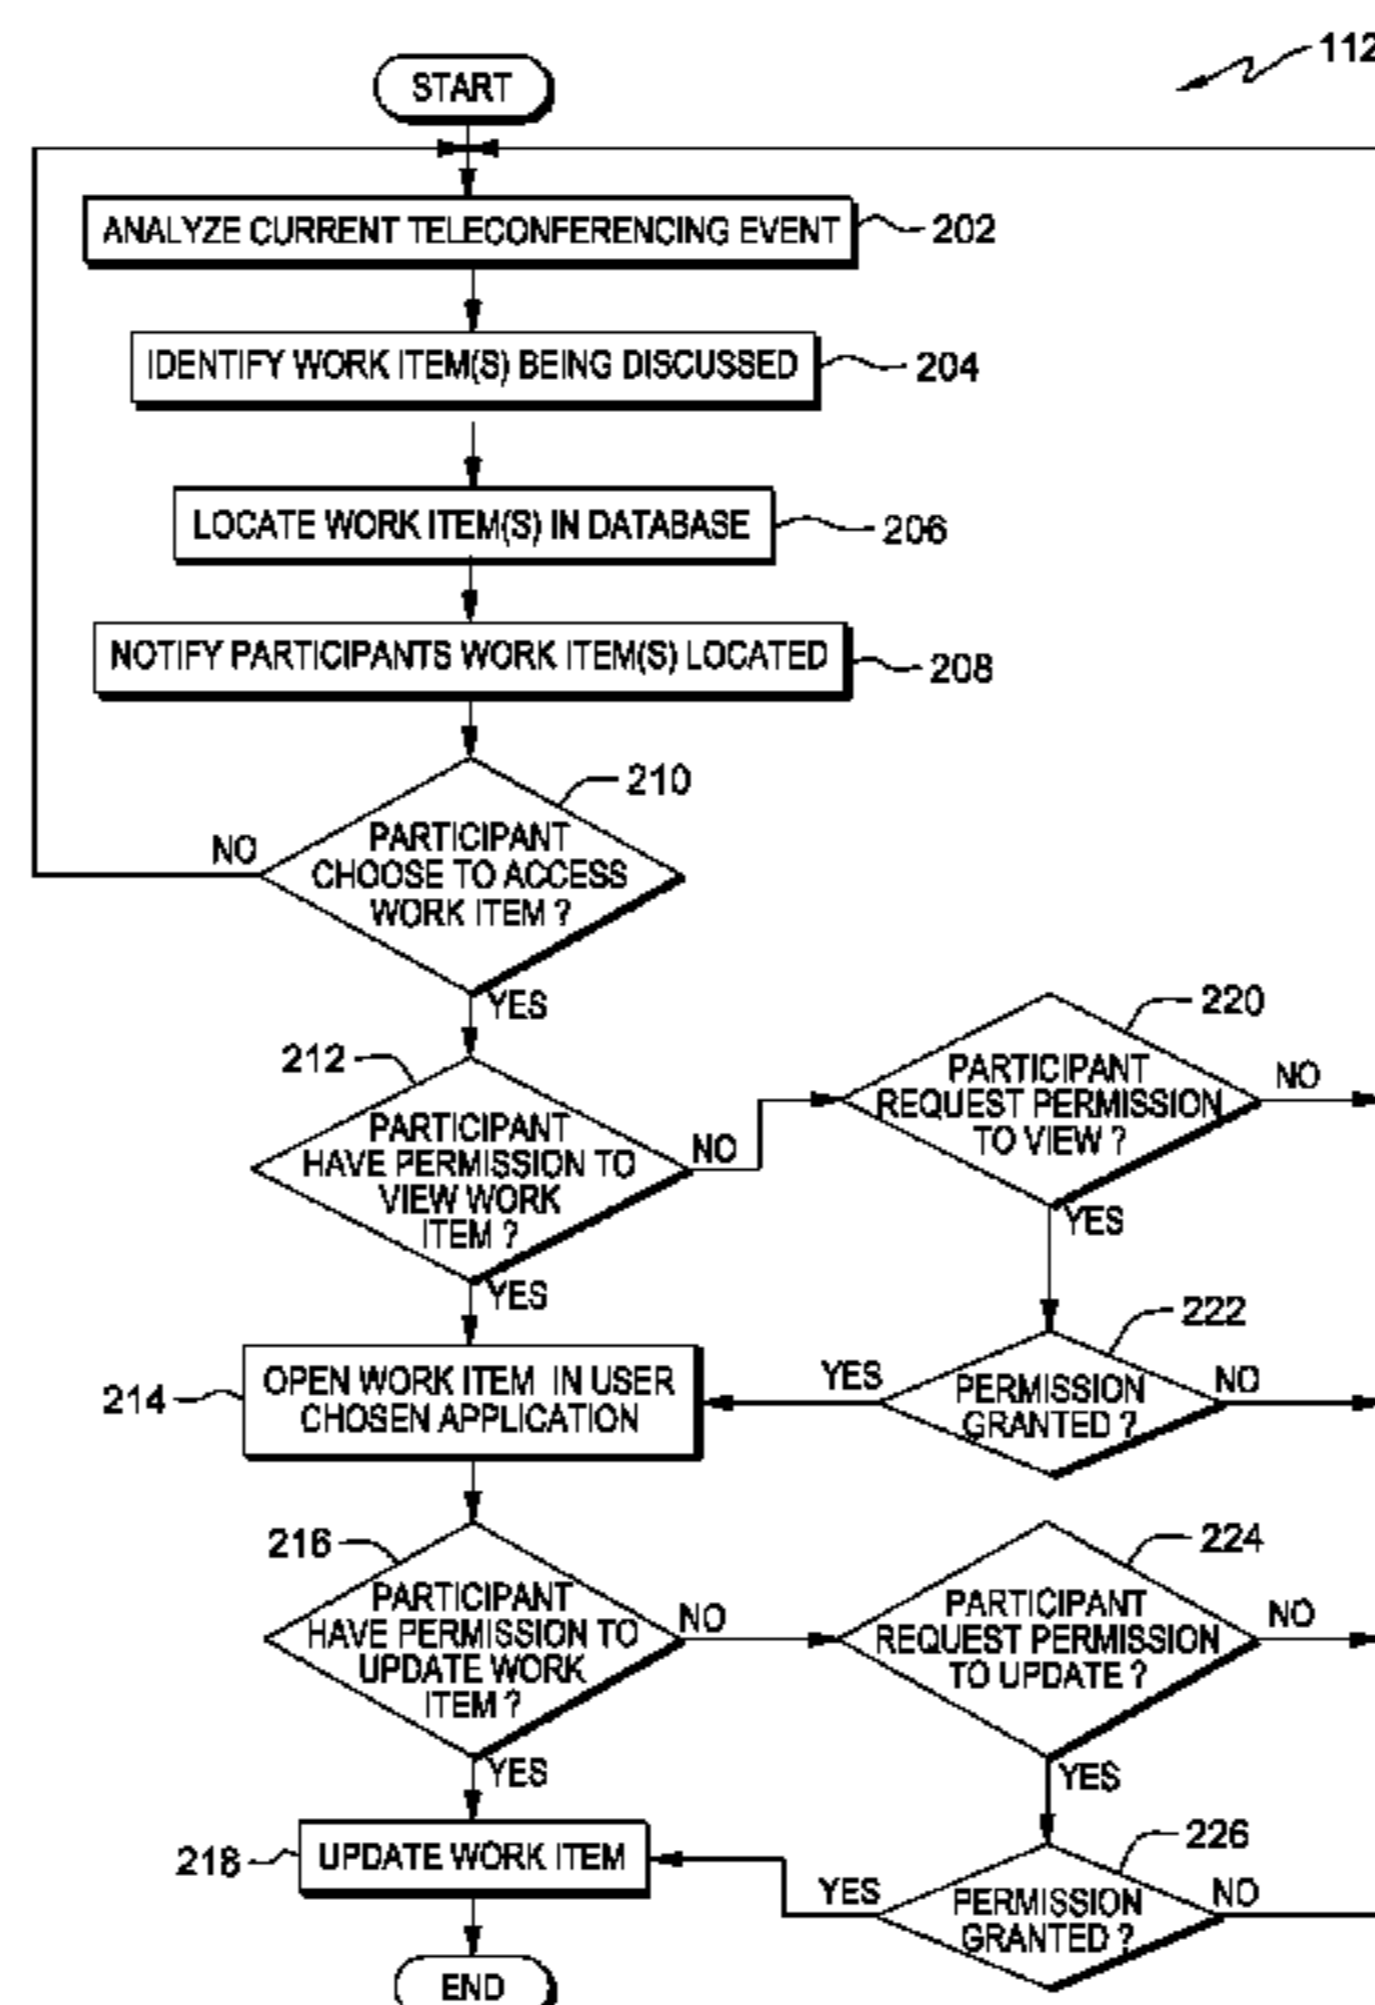 112
START
ANALYZE CURRENT TELECONFERENCING EVENT
202
IDENTIFY WORK ITEM(S) BEING DISCUSSED
204
LOCATE WORK ITEM(S) IN DATABASE
206
NOTIFY PARTICIPANTS WORK ITEM(S) LOCATED
208
210
PARTICIPANT
CHOOSE TO ACCESS
WORK ITEM ?
NO
YES
212
PARTICIPANT
HAVE PERMISSION TO
VIEW WORK
ITEM ?
NO
YES
220
PARTICIPANT
REQUEST PERMISSION
TO VIEW ?
NO
YES
214
OPEN WORK ITEM IN USER
CHOSEN APPLICATION
222
PERMISSION
GRANTED ?
YES
NO
216
PARTICIPANT
HAVE PERMISSION TO
UPDATE WORK
ITEM ?
NO
YES
224
PARTICIPANT
REQUEST PERMISSION
TO UPDATE ?
NO
YES
218
UPDATE WORK ITEM
226
PERMISSION
GRANTED ?
YES
NO
END